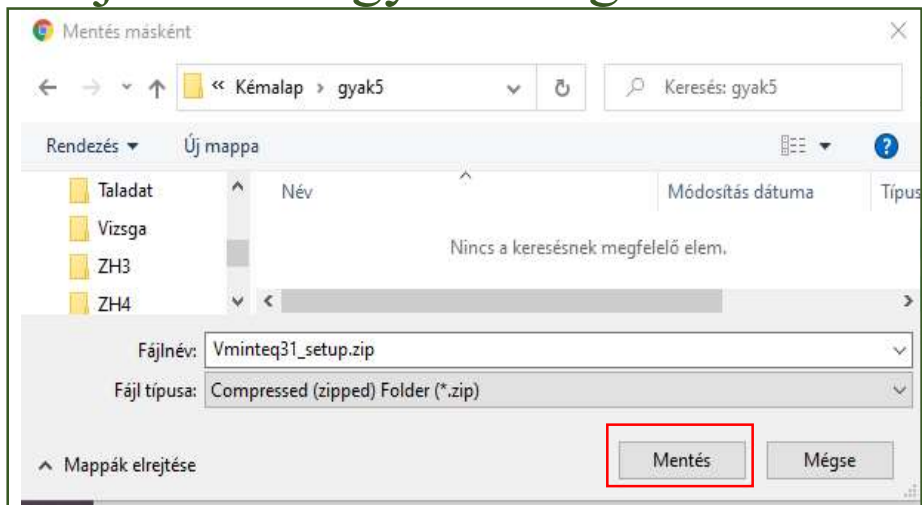 Mentés másként
« Kémalap › gyak5
Keresés: gyak5
Rendezés
Új mappa
Taladat
Vizsga
ZH3
ZH4
Név
Módosítás dátuma
Típus
Nincs a keresésnek megfelelő elem.
Fájlnév: Vminteq31_setup.zip
Fájl típusa: Compressed (zipped) Folder (*.zip)
Mappák elrejtése
Mentés
Mégse